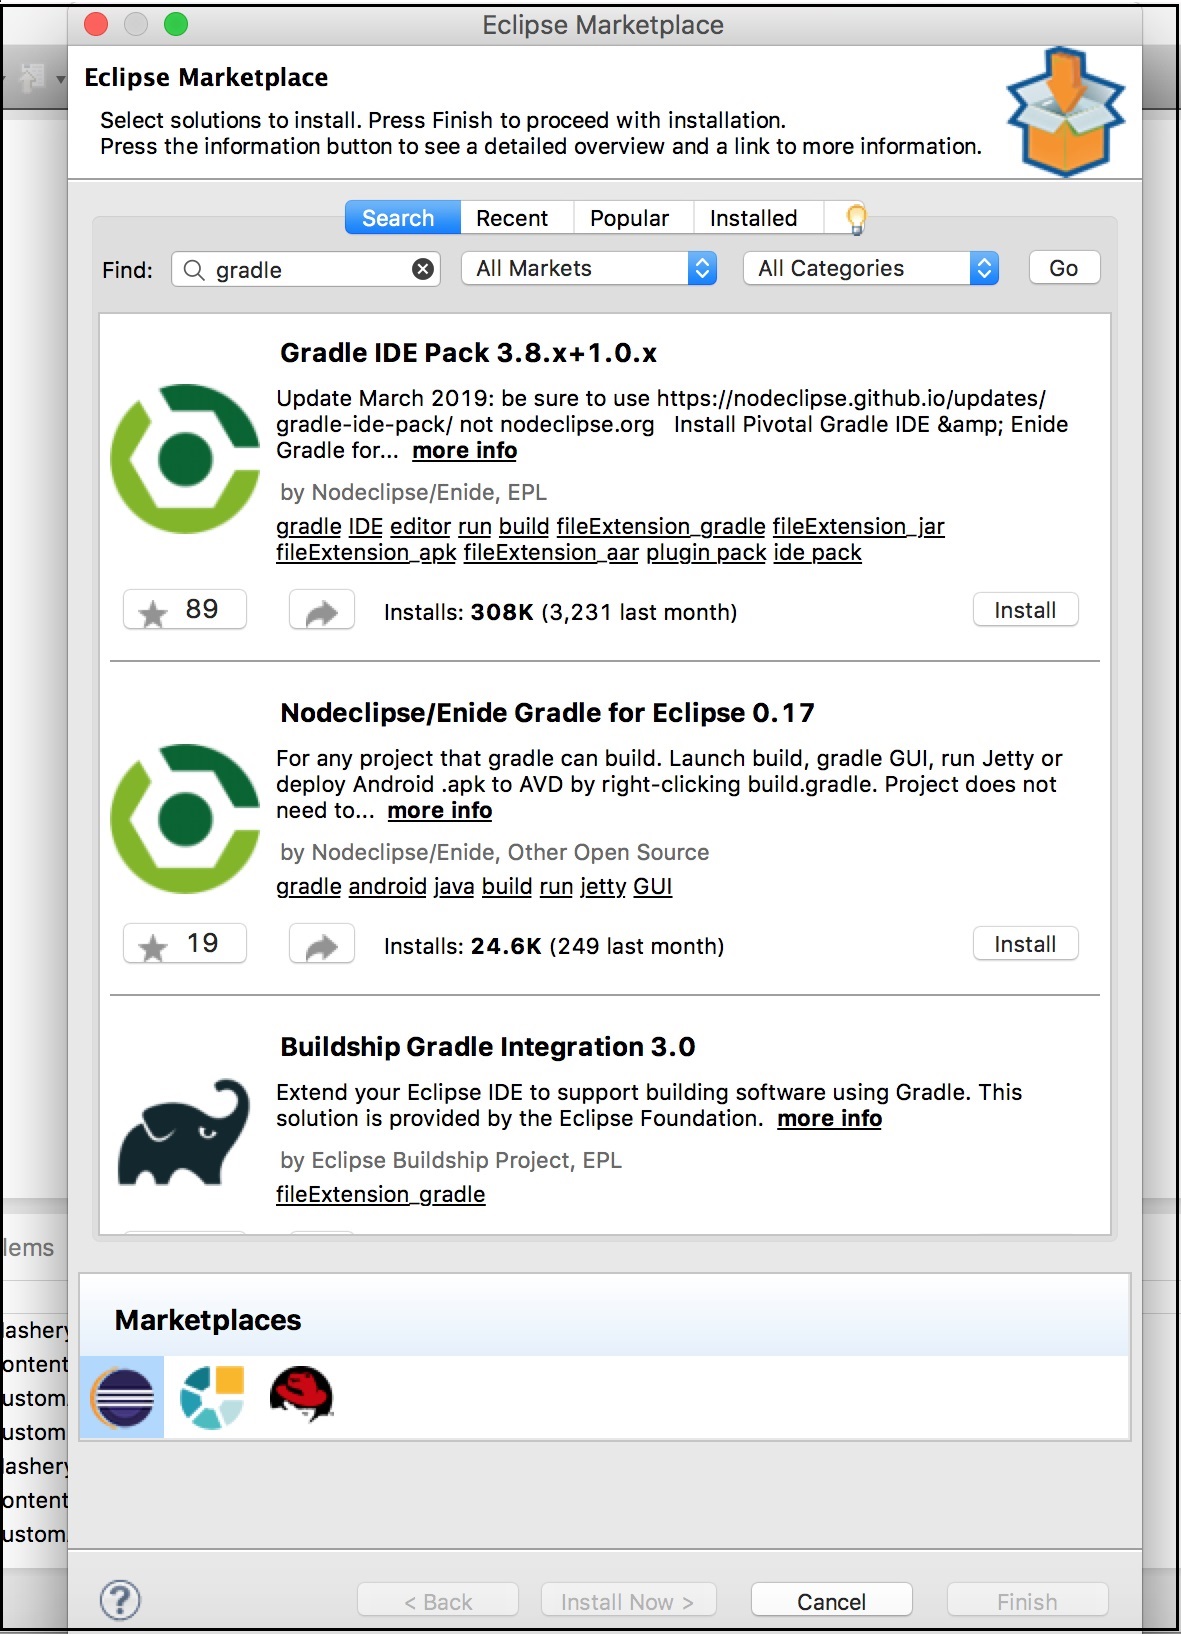 Eclipse Marketplace
Eclipse Marketplace
Select solutions to install. Press Finish to proceed with installation.
Press the information button to see a detailed overview and a link to more information.
Search Recent Popular Installed
Find: gradle All Markets All Categories Go
Gradle IDE Pack 3.8.x+1.0.x
Update March 2019: be sure to use https://nodeclipse.github.io/updates/
gradle-ide-pack/ not nodeclipse.org Install Pivotal Gradle IDE &amp; Enide
Gradle for... more info
by Nodeclipse/Enide, EPL
gradle IDE editor run build fileExtension_gradle fileExtension_jar
fileExtension_apk fileExtension_aar plugin pack ide pack
89 Installs: 308K (3,231 last month) Install
Nodeclipse/Enide Gradle for Eclipse 0.17
For any project that gradle can build. Launch build, gradle GUI, run Jetty or
deploy Android .apk to AVD by right-clicking build.gradle. Project does not
need to... more info
by Nodeclipse/Enide, Other Open Source
gradle android java build run jetty GUI
19 Installs: 24.6K (249 last month) Install
Buildship Gradle Integration 3.0
Extend your Eclipse IDE to support building software using Gradle. This
solution is provided by the Eclipse Foundation. more info
by Eclipse Buildship Project, EPL
fileExtension_gradle
lems
Marketplaces
lashery
ontent
ustom.
ustom
lashery
ontent
ustom.
? < Back Install Now > Cancel Finish